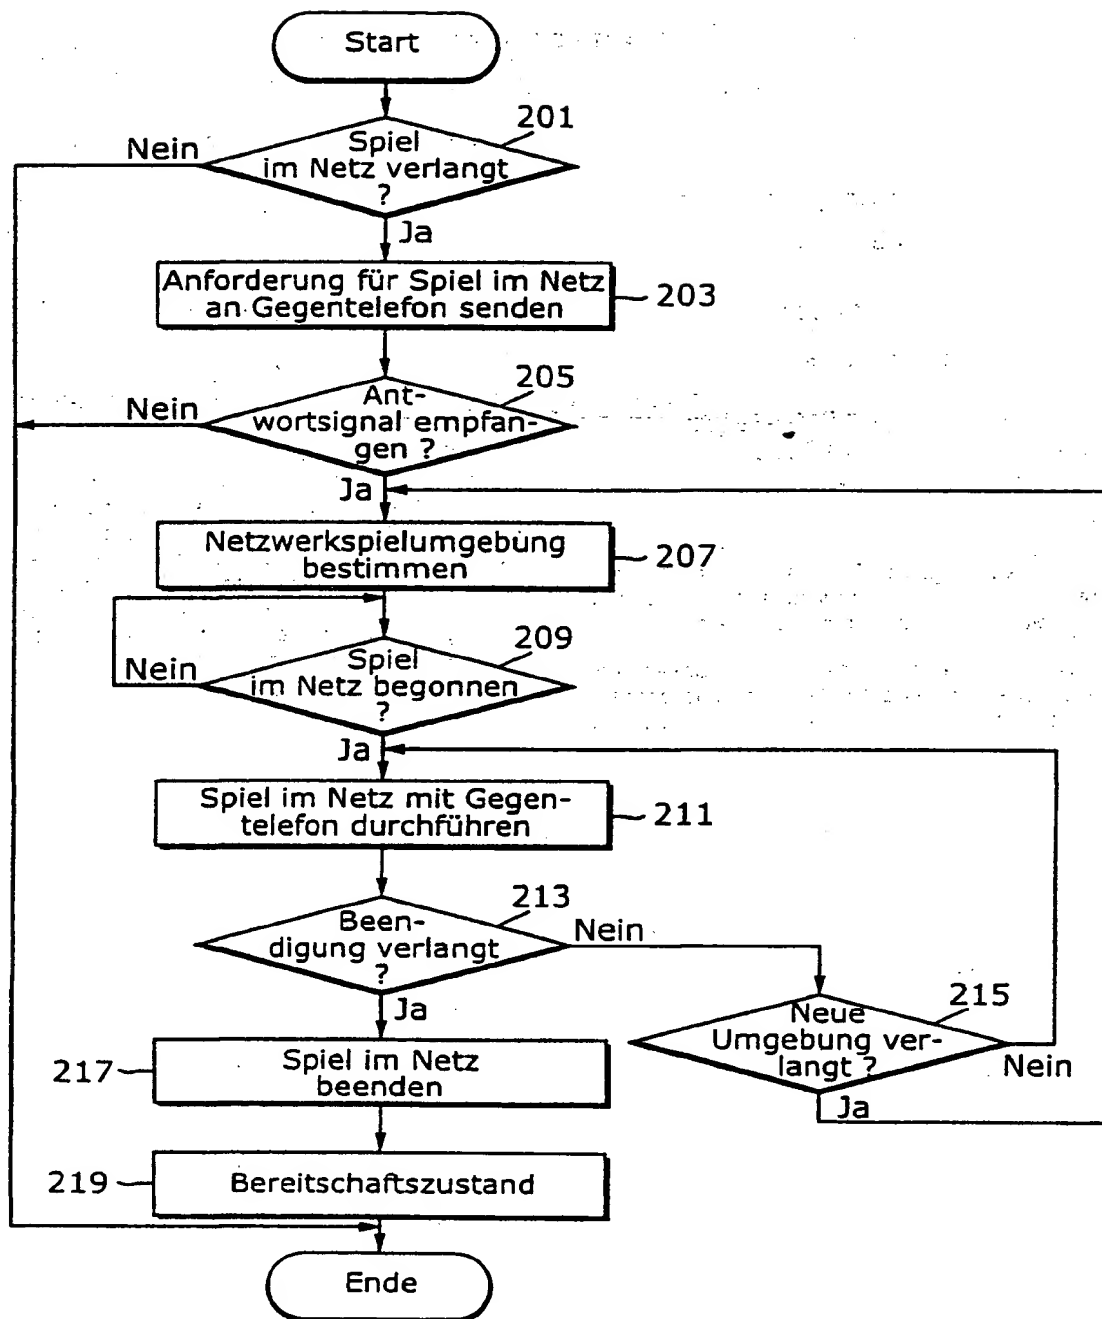 Start
201
Nein
Spiel
im Netz verlangt
?
Ja
Anforderung für Spiel im Netz
an Gegentelefon senden
203
205
Nein
Ant-
wortsignal empfan-
gen ?
Ja
Netzwerkspielumgebung
bestimmen
207
209
Nein
Spiel
im Netz begonnen
?
Ja
Spiel im Netz mit Gegen-
telefon durchführen
211
213
Been-
digung verlangt
?
Nein
Ja
215
Neue
Umgebung ver-
langt ?
Nein
Ja
217
Spiel im Netz
beenden
219
Bereitschaftszustand
Ende